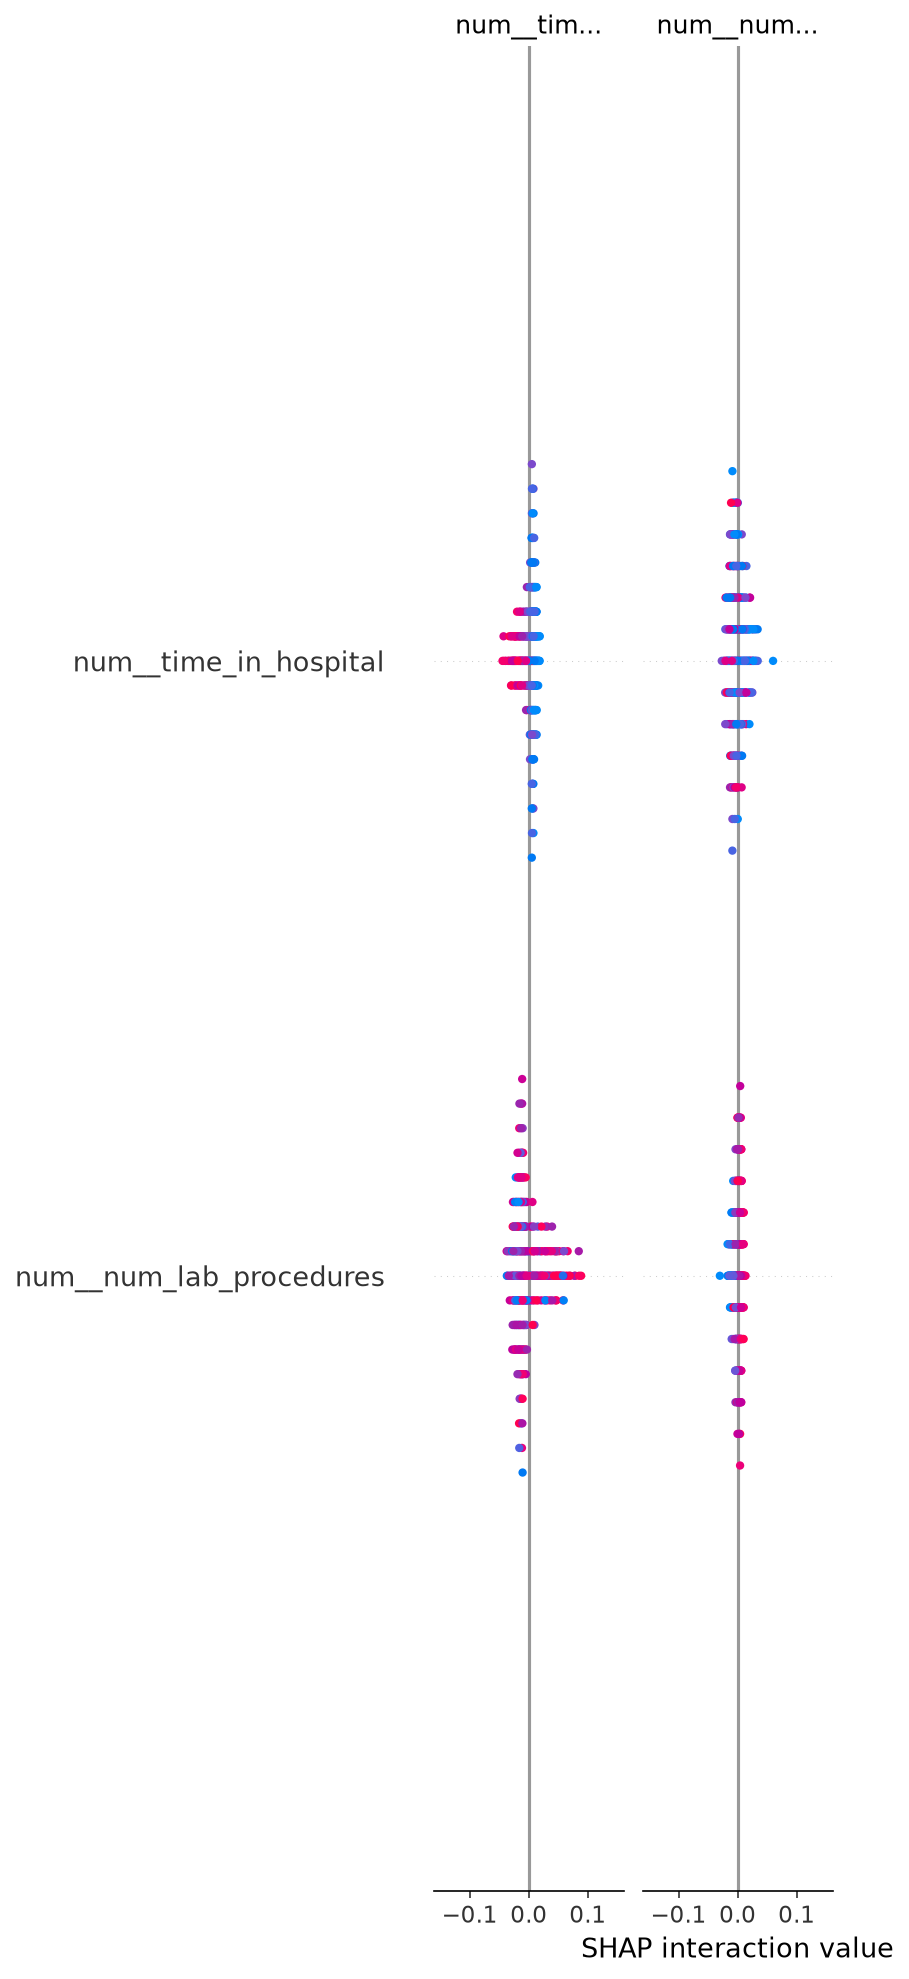 num__tim... num__num...
num__time_in_hospital
num__num_lab_procedures
−0.1 0.0 0.1 −0.1 0.0 0.1
SHAP interaction value